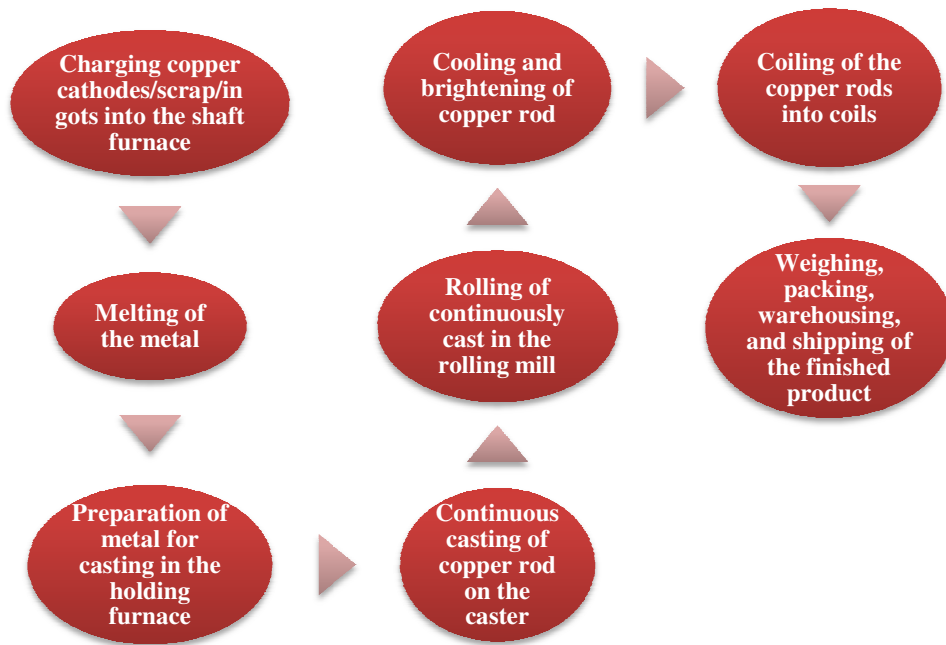 Charging copper
cathodes/scrap/in
gots into the shaft
furnace
Melting of
the metal
Preparation of
metal for
casting in the
holding
furnace
Continuous
casting of
copper rod
on the
caster
Rolling of
continuously
cast in the
rolling mill
Cooling and
brightening of
copper rod
Coiling of the
copper rods
into coils
Weighing,
packing,
warehousing,
and shipping of
the finished
product